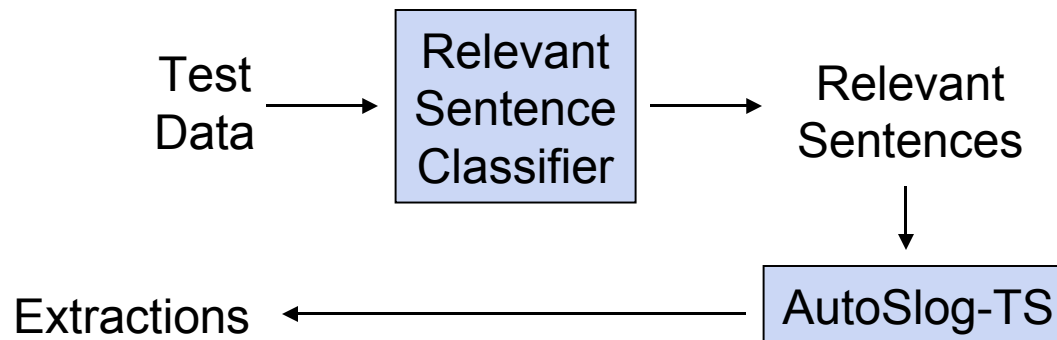 Test
Data
Relevant
Sentence
Classifier
Relevant
Sentences
AutoSlog-TS
Extractions